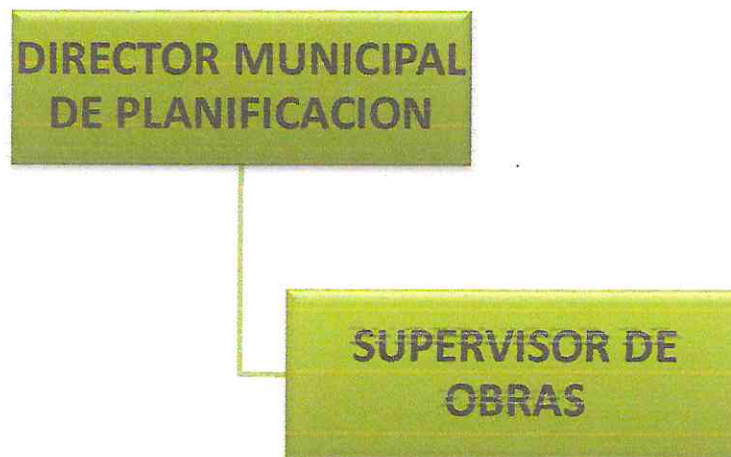 DIRECTOR MUNICIPAL
DE PLANIFICACION
SUPERVISOR DE
OBRAS